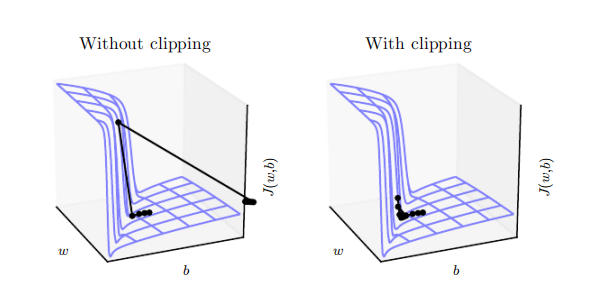 Without clipping
With clipping
J(w,b)
w
b
J(w,b)
w
b